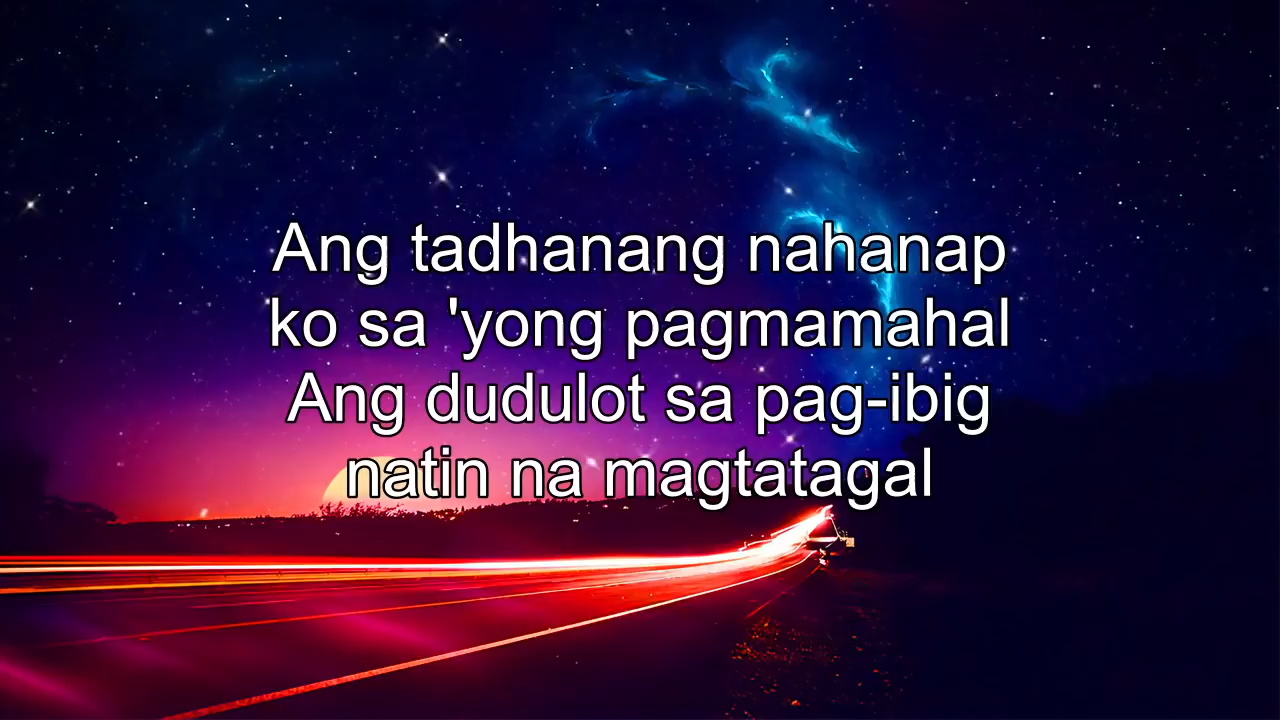 Ang tadhanang nahanap
ko sa 'yong pagmamahal
Ang dudulot sa pag-ibig
natin na magtatagal